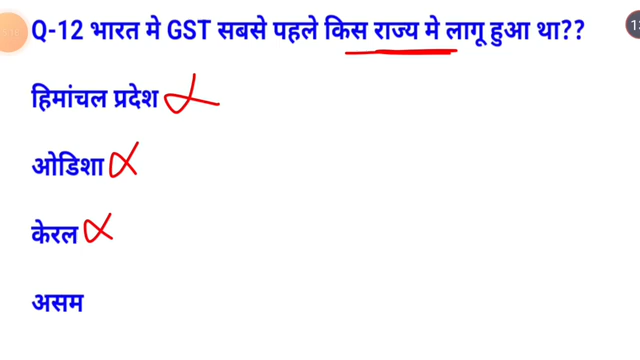 Q-12 भारत मे GST सबसे पहले किस राज्य मे लागू हुआ था??
हिमांचल प्रदेश
ओडिशा
केरल
असम